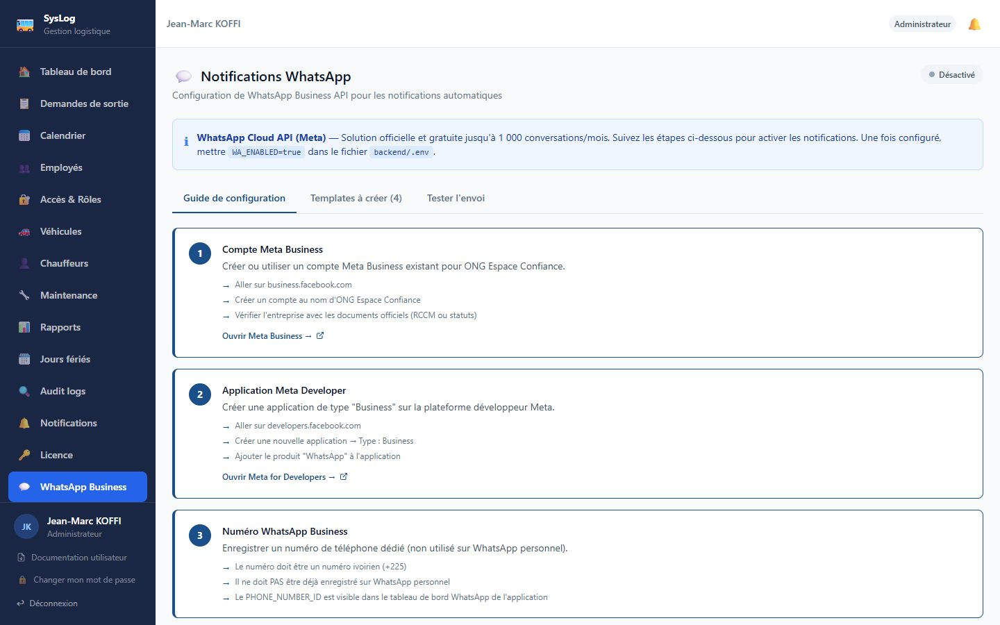 SysLog
Gestion logistique
Tableau de bord
Demandes de sortie
Calendrier
Employés
Accès & Rôles
Véhicules
Chauffeurs
Maintenance
Rapports
Jours fériés
Audit logs
Notifications
Licence
WhatsApp Business
JK
Jean-Marc KOFFI
Administrateur
Documentation utilisateur
Changer mon mot de passe
↩ Déconnexion
Jean-Marc KOFFI
Administrateur
Notifications WhatsApp
Désactivé
Configuration de WhatsApp Business API pour les notifications automatiques
ℹ WhatsApp Cloud API (Meta) — Solution officielle et gratuite jusqu'à 1 000 conversations/mois. Suivez les étapes ci-dessous pour activer les notifications. Une fois configuré,
mettre WA_ENABLED=true dans le fichier backend/.env .
Guide de configuration Templates à créer (4) Tester l'envoi
1
Compte Meta Business
Créer ou utiliser un compte Meta Business existant pour ONG Espace Confiance.
→ Aller sur business.facebook.com
→ Créer un compte au nom d'ONG Espace Confiance
→ Vérifier l'entreprise avec les documents officiels (RCCM ou statuts)
Ouvrir Meta Business →
2
Application Meta Developer
Créer une application de type "Business" sur la plateforme développeur Meta.
→ Aller sur developers.facebook.com
→ Créer une nouvelle application → Type : Business
→ Ajouter le produit "WhatsApp" à l'application
Ouvrir Meta for Developers →
3
Numéro WhatsApp Business
Enregistrer un numéro de téléphone dédié (non utilisé sur WhatsApp personnel).
→ Le numéro doit être un numéro ivoirien (+225)
→ Il ne doit PAS être déjà enregistré sur WhatsApp personnel
→ Le PHONE_NUMBER_ID est visible dans le tableau de bord WhatsApp de l'application